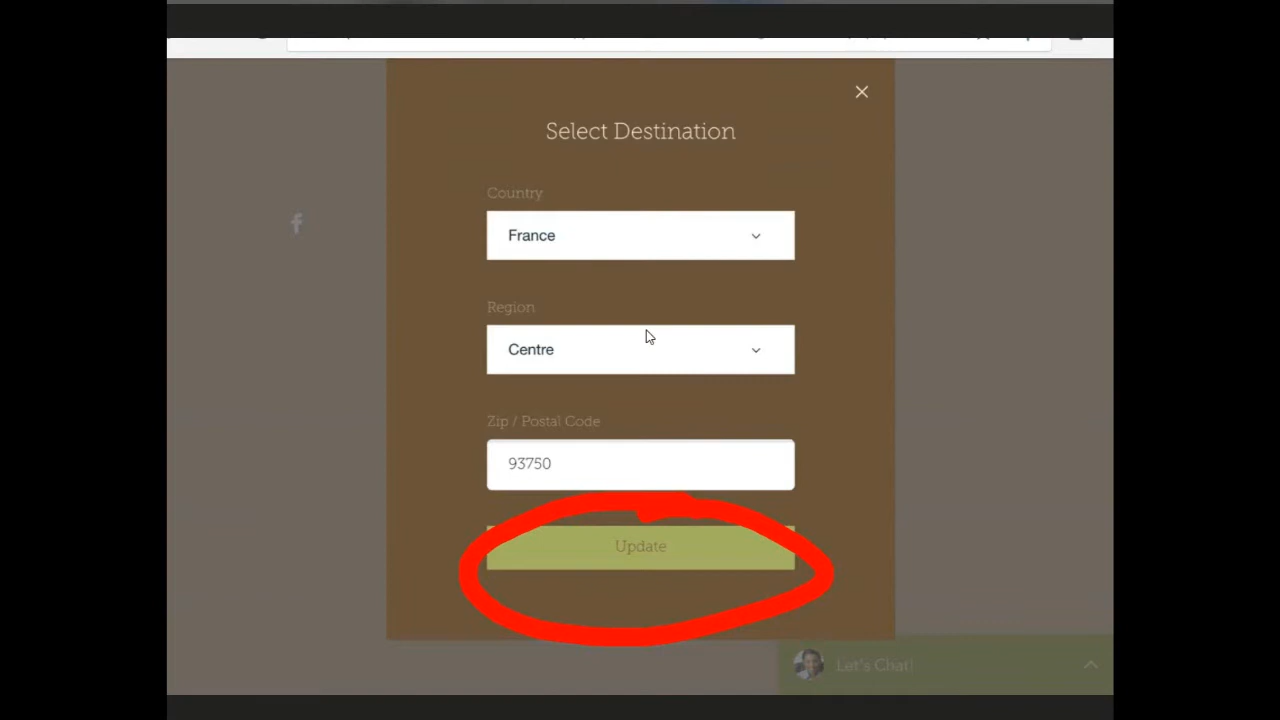 Select Destination
Country
France
Region
Centre
Zip / Postal Code
93750
Update
Let's Chat!